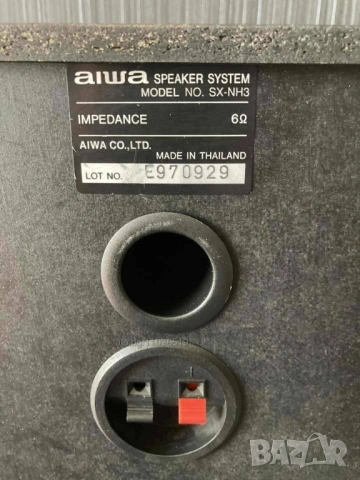 aiwa SPEAKER SYSTEM
MODEL NO. SX-NH3
IMPEDANCE 6Ω
AIWA CO., LTD.
MADE IN THAILAND
LOT NO. E970929
BAZAR
.bg